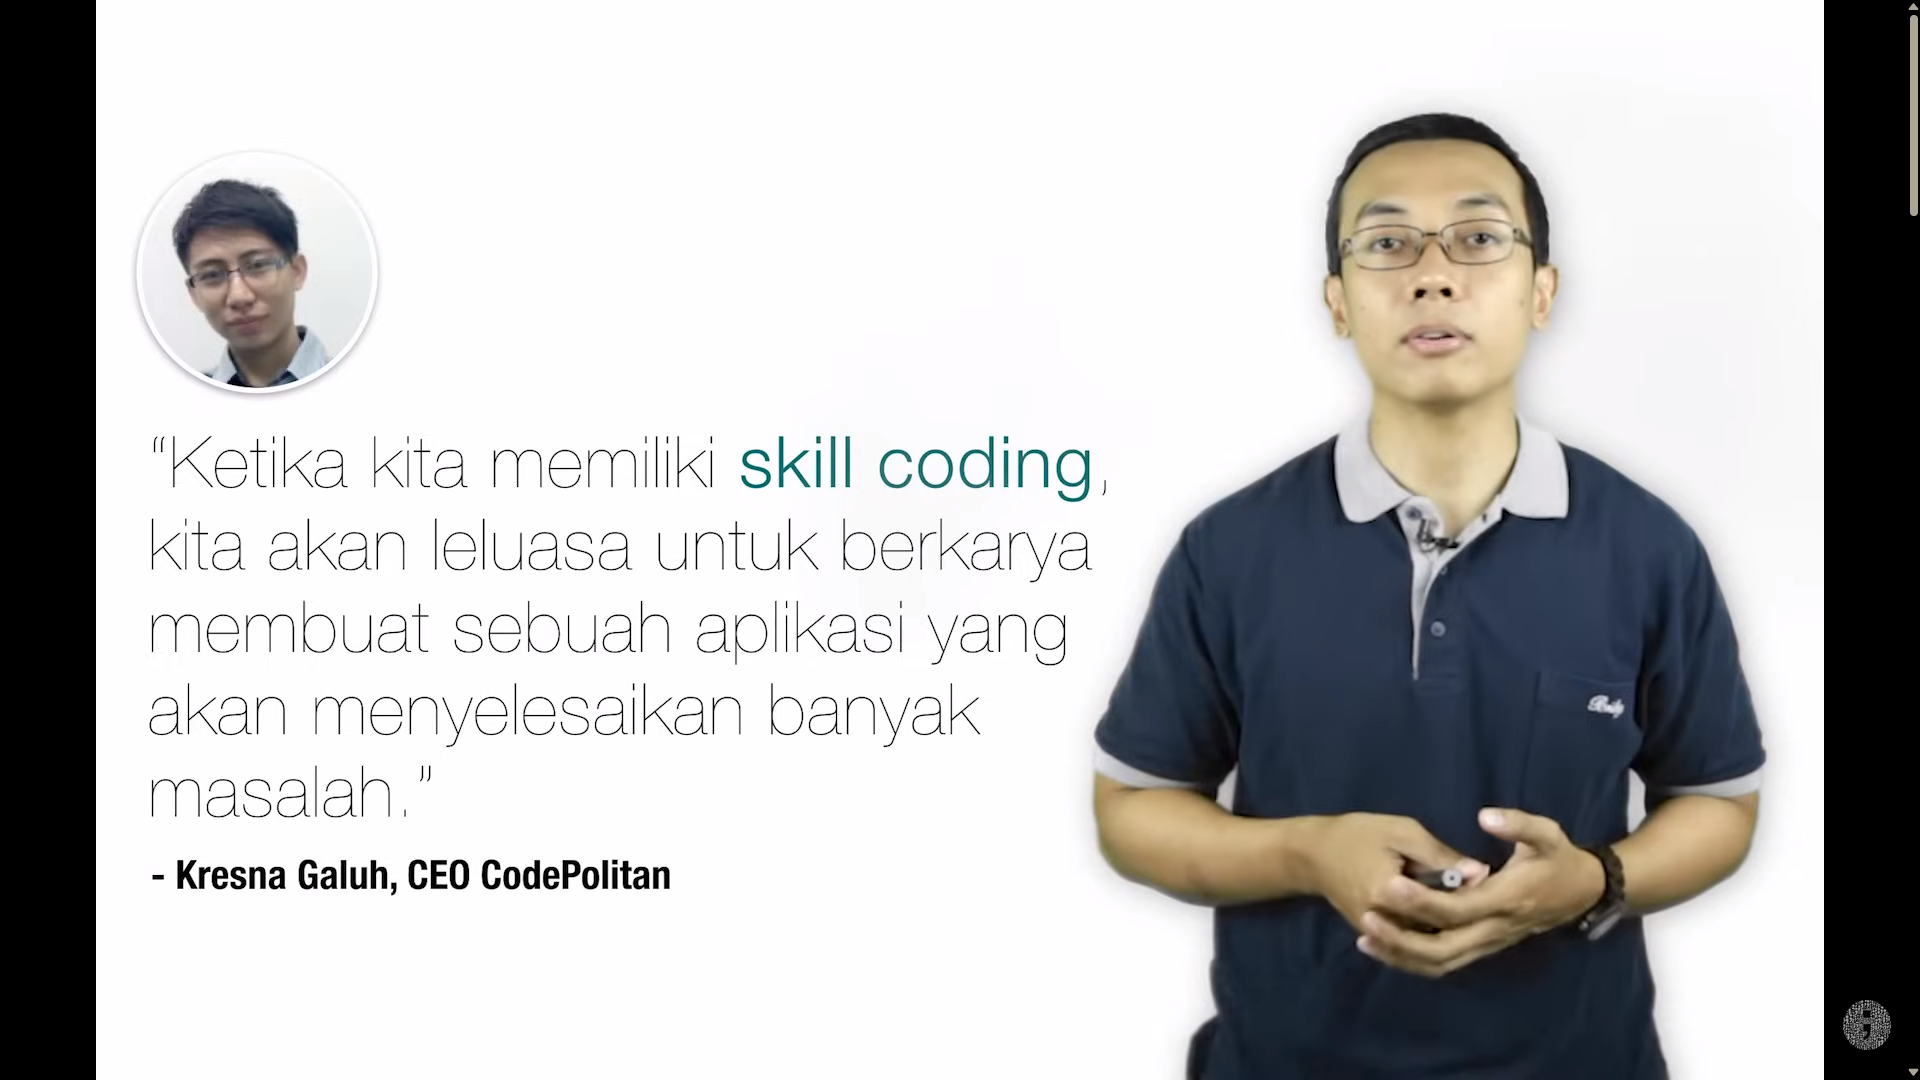 “Ketika kita memiliki skill coding,
kita akan leluasa untuk berkarya
membuat sebuah aplikasi yang
akan menyelesaikan banyak
masalah.”
- Kresna Galuh, CEO CodePolitan